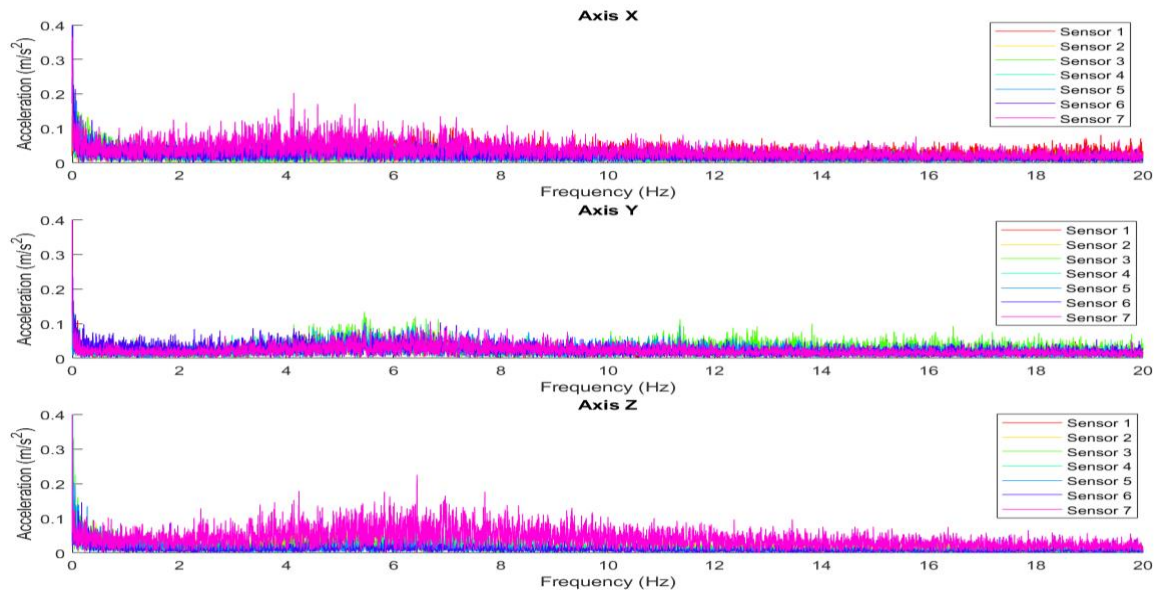 Axis X
Acceleration (m/s²)
0.4
0.3
0.2
0.1
0
0 2 4 6 8 10 12 14 16 18 20
Frequency (Hz)
Sensor 1
Sensor 2
Sensor 3
Sensor 4
Sensor 5
Sensor 6
Sensor 7
Axis Y
Acceleration (m/s²)
0.4
0.3
0.2
0.1
0
0 2 4 6 8 10 12 14 16 18 20
Frequency (Hz)
Sensor 1
Sensor 2
Sensor 3
Sensor 4
Sensor 5
Sensor 6
Sensor 7
Axis Z
Acceleration (m/s²)
0.4
0.3
0.2
0.1
0
0 2 4 6 8 10 12 14 16 18 20
Frequency (Hz)
Sensor 1
Sensor 2
Sensor 3
Sensor 4
Sensor 5
Sensor 6
Sensor 7